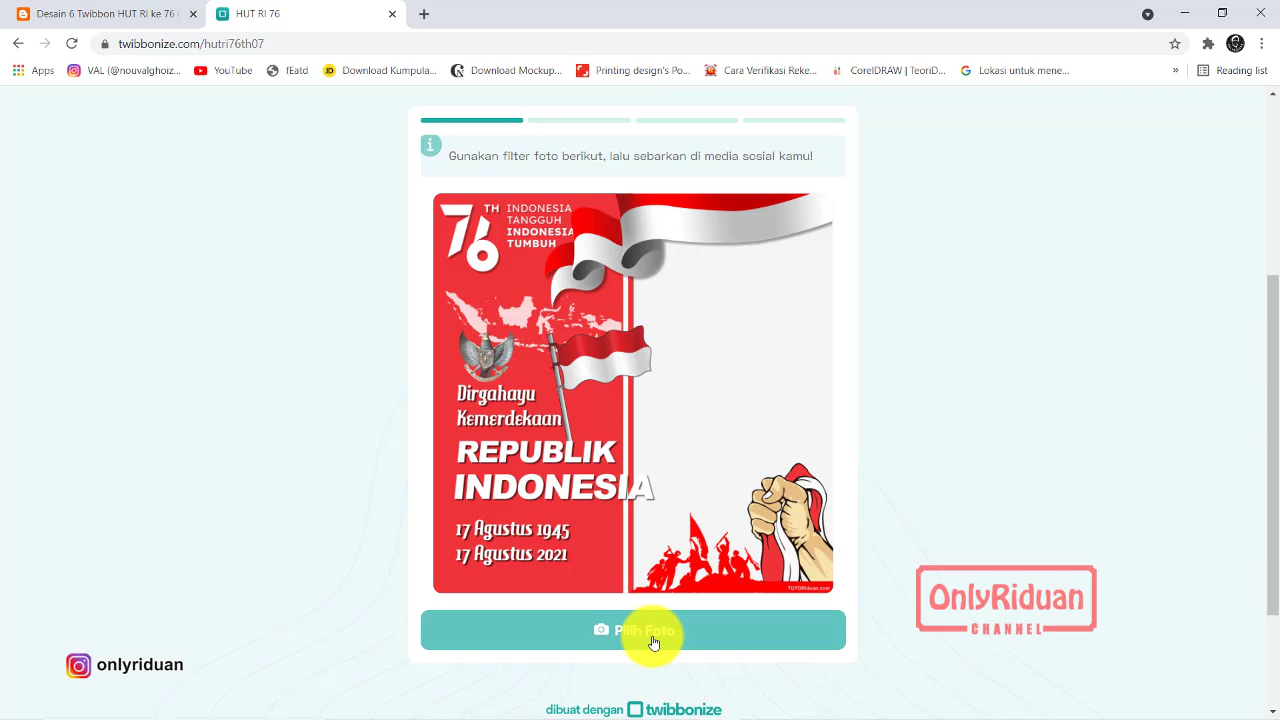 Desain 6 Twibbon HUT RI ke 76
HUT RI 76
twibbonize.com/hutri76th07
Apps
VAL (@nouvalghoiz...
YouTube
fEatd
Download Kumpula...
Download Mockup...
Printing design's Po...
Cara Verifikasi Reke...
CorelDRAW | TeoriD...
Lokasi untuk mene...
»
Reading list
Gunakan filter foto berikut, lalu sebarkan di media sosial kamu!
76 TH
INDONESIA
TANGGUH
INDONESIA
TUMBUH
Dirgahayu
Kemerdekaan
REPUBLIK
INDONESIA
17 Agustus 1945
17 Agustus 2021
TUTORiduan.com
Pilih Foto
OnlyRiduan
CHANNEL
onlyriduan
dibuat dengan twibbonize